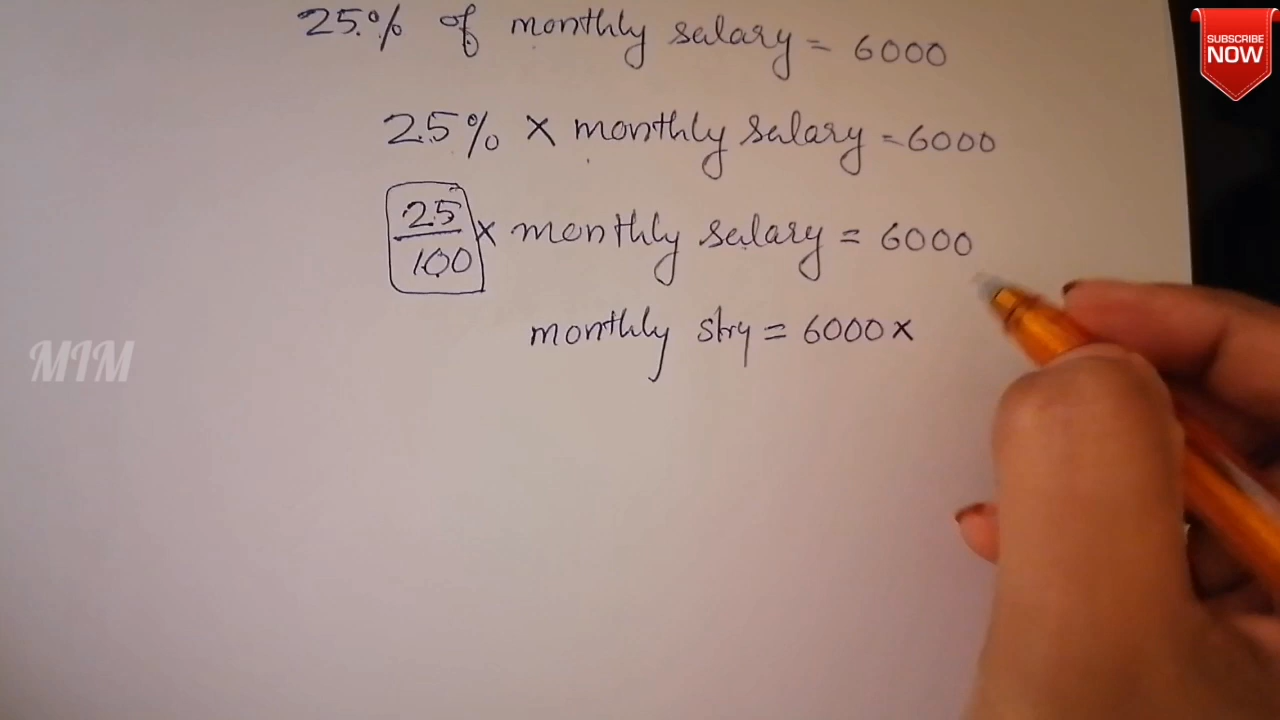 25% of monthly salary = 6000
SUBSCRIBE
NOW
25% × monthly salary = 6000
25/100 × monthly salary = 6000
monthly slry = 6000 ×
MIM